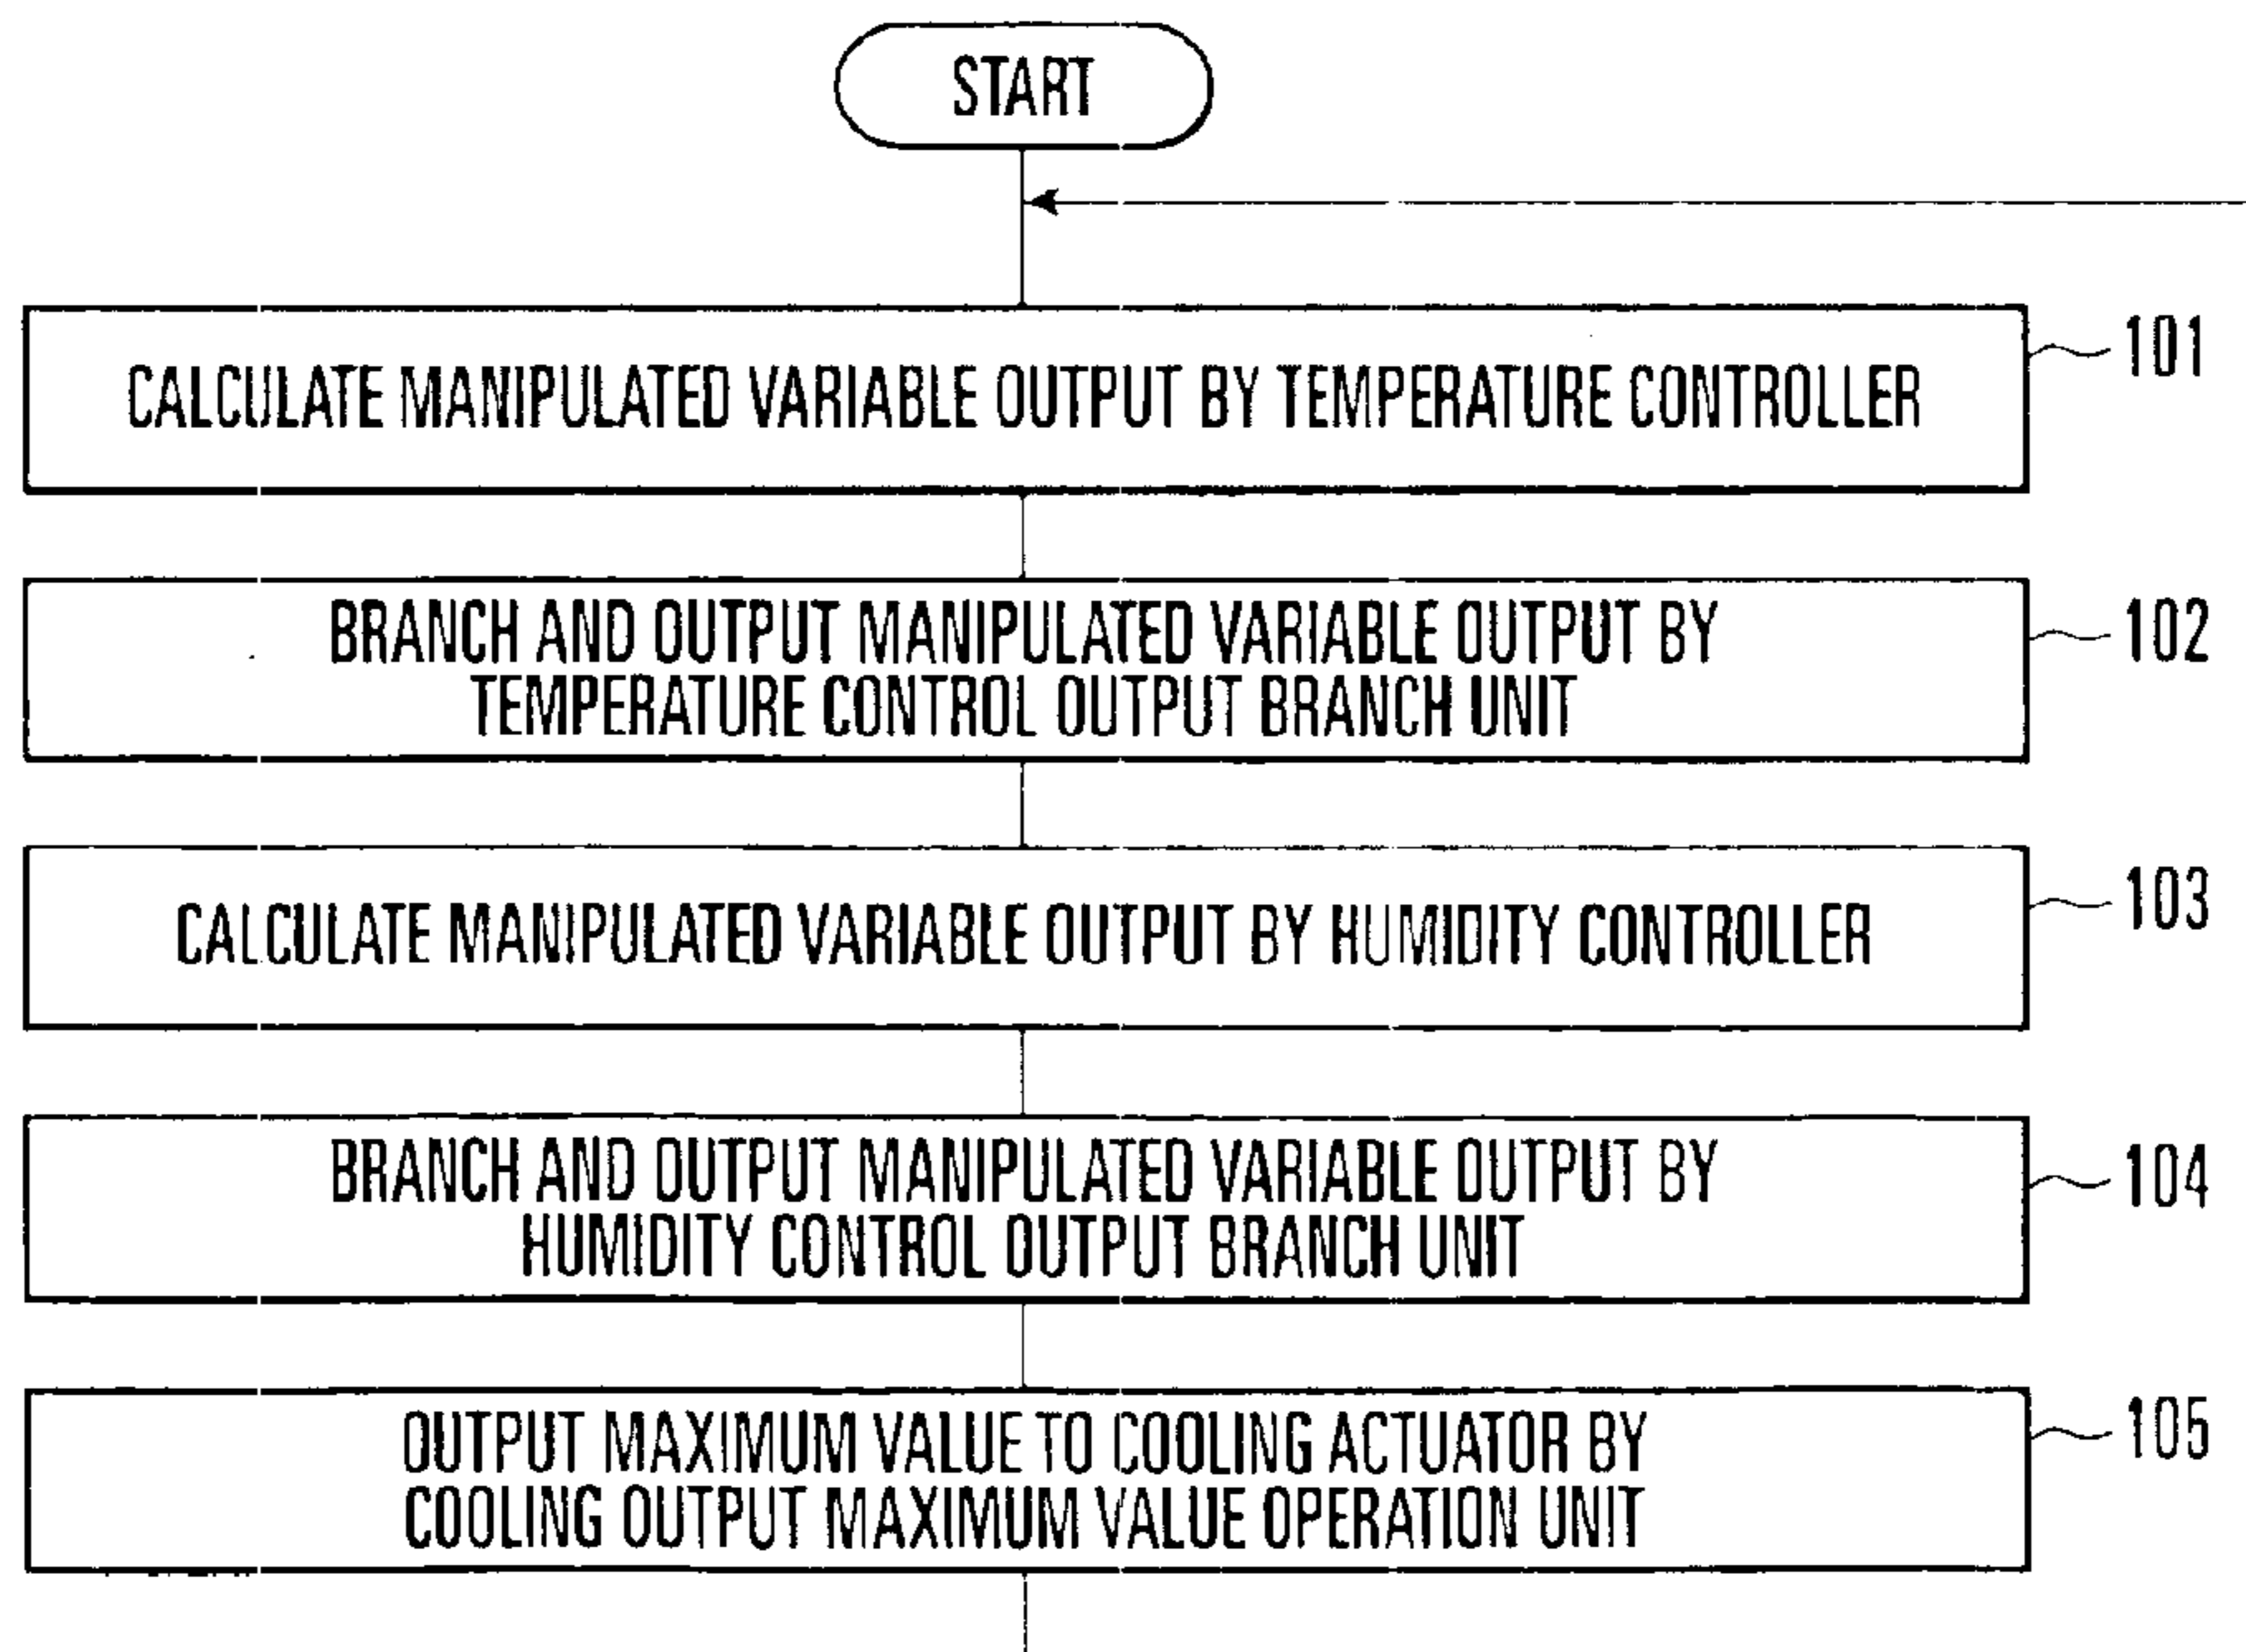 START
CALCULATE MANIPULATED VARIABLE OUTPUT BY TEMPERATURE CONTROLLER
101
BRANCH AND OUTPUT MANIPULATED VARIABLE OUTPUT BY
TEMPERATURE CONTROL OUTPUT BRANCH UNIT
102
CALCULATE MANIPULATED VARIABLE OUTPUT BY HUMIDITY CONTROLLER
103
BRANCH AND OUTPUT MANIPULATED VARIABLE OUTPUT BY
HUMIDITY CONTROL OUTPUT BRANCH UNIT
104
OUTPUT MAXIMUM VALUE TO COOLING ACTUATOR BY
COOLING OUTPUT MAXIMUM VALUE OPERATION UNIT
105